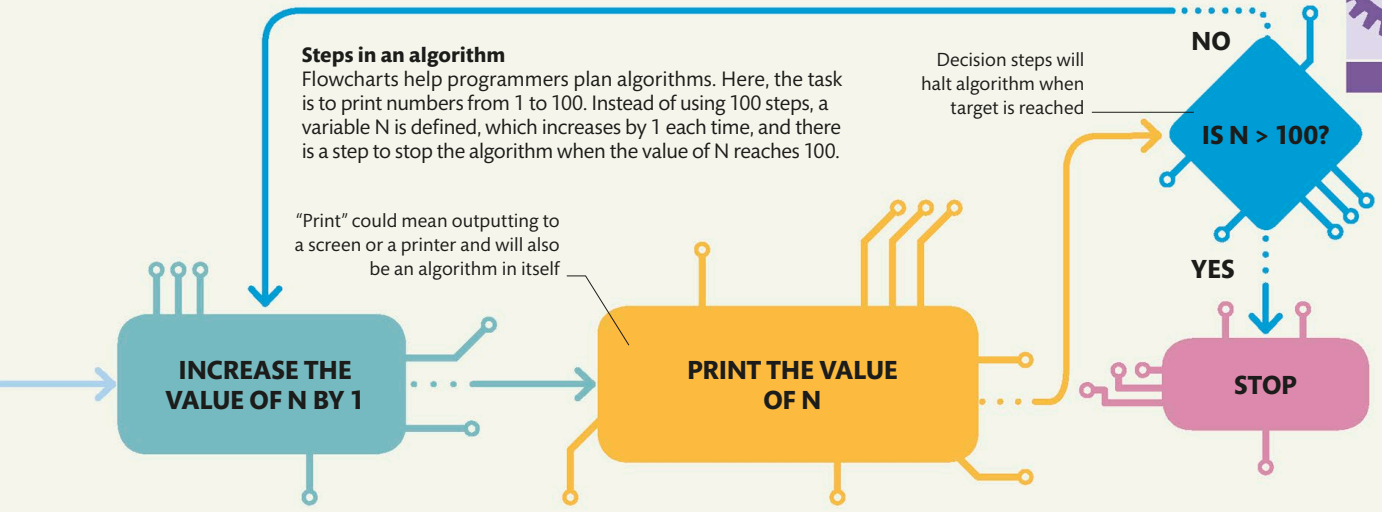 Steps in an algorithm
Flowcharts help programmers plan algorithms. Here, the task
is to print numbers from 1 to 100. Instead of using 100 steps, a
variable N is defined, which increases by 1 each time, and there
is a step to stop the algorithm when the value of N reaches 100.
Decision steps will
halt algorithm when
target is reached
NO
IS N > 100?
“Print” could mean outputting to
a screen or a printer and will also
be an algorithm in itself
YES
INCREASE THE
VALUE OF N BY 1
PRINT THE VALUE
OF N
STOP